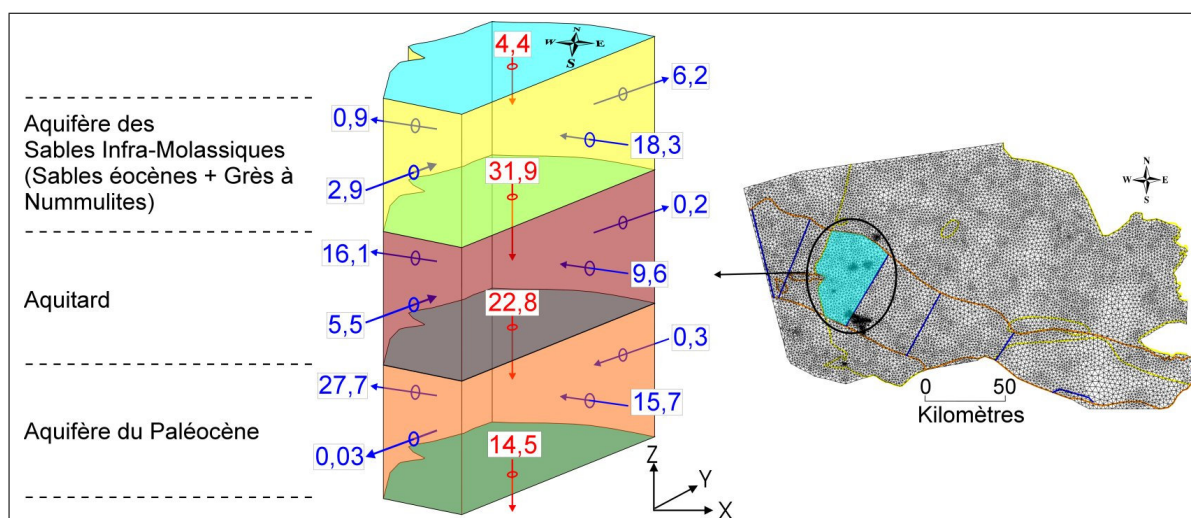 N
W E
S
4,4
6,2
0,9
18,3
Aquifère des
Sables Infra-Molassiques
(Sables éocènes + Grès à
Nummulites)
2,9
31,9
0,2
16,1
9,6
Aquitard
5,5
22,8
0,3
27,7
15,7
Aquifère du Paléocène
0,03
14,5
Z
Y
X
N
W E
S
0 50
Kilomètres